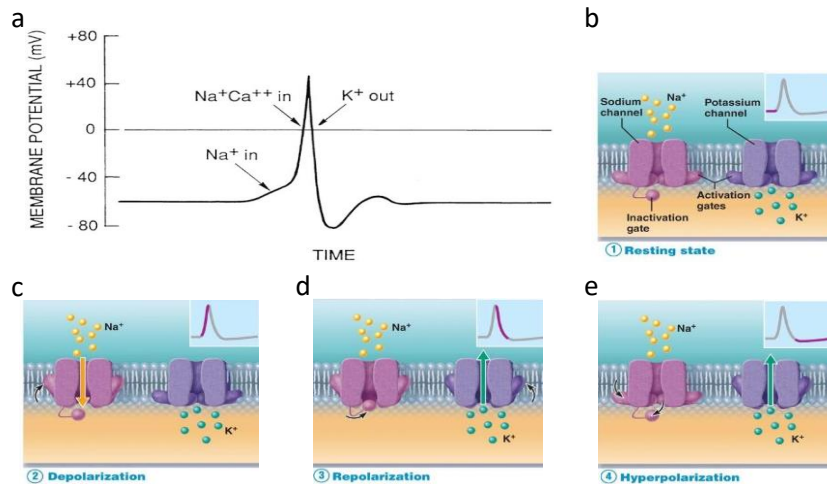 a
+80
+40
0
- 40
- 80
MEMBRANE POTENTIAL (mV)
Na⁺Ca⁺⁺ in
K⁺ out
Na⁺ in
TIME
b
Sodium
channel
Na⁺
Potassium
channel
Activation
gates
Inactivation
gate
K⁺
1 Resting state
c
Na⁺
K⁺
2 Depolarization
d
Na⁺
K⁺
3 Repolarization
e
Na⁺
K⁺
4 Hyperpolarization